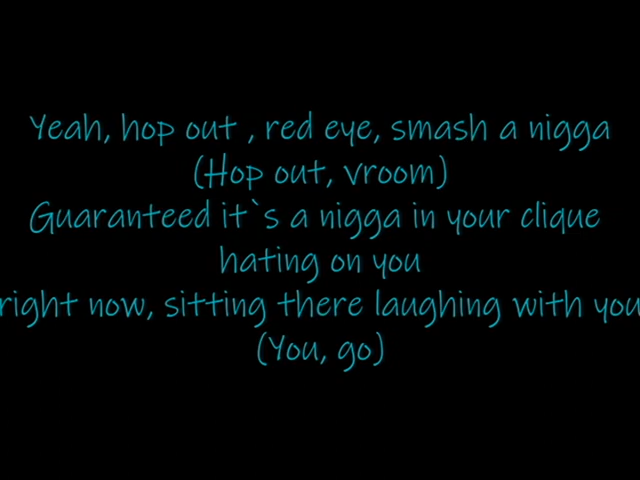 Yeah, hop out , red eye, smash a nigga
(Hop out, vroom)
Guaranteed it`s a nigga in your clique
hating on you
right now, sitting there laughing with you
(You, go)